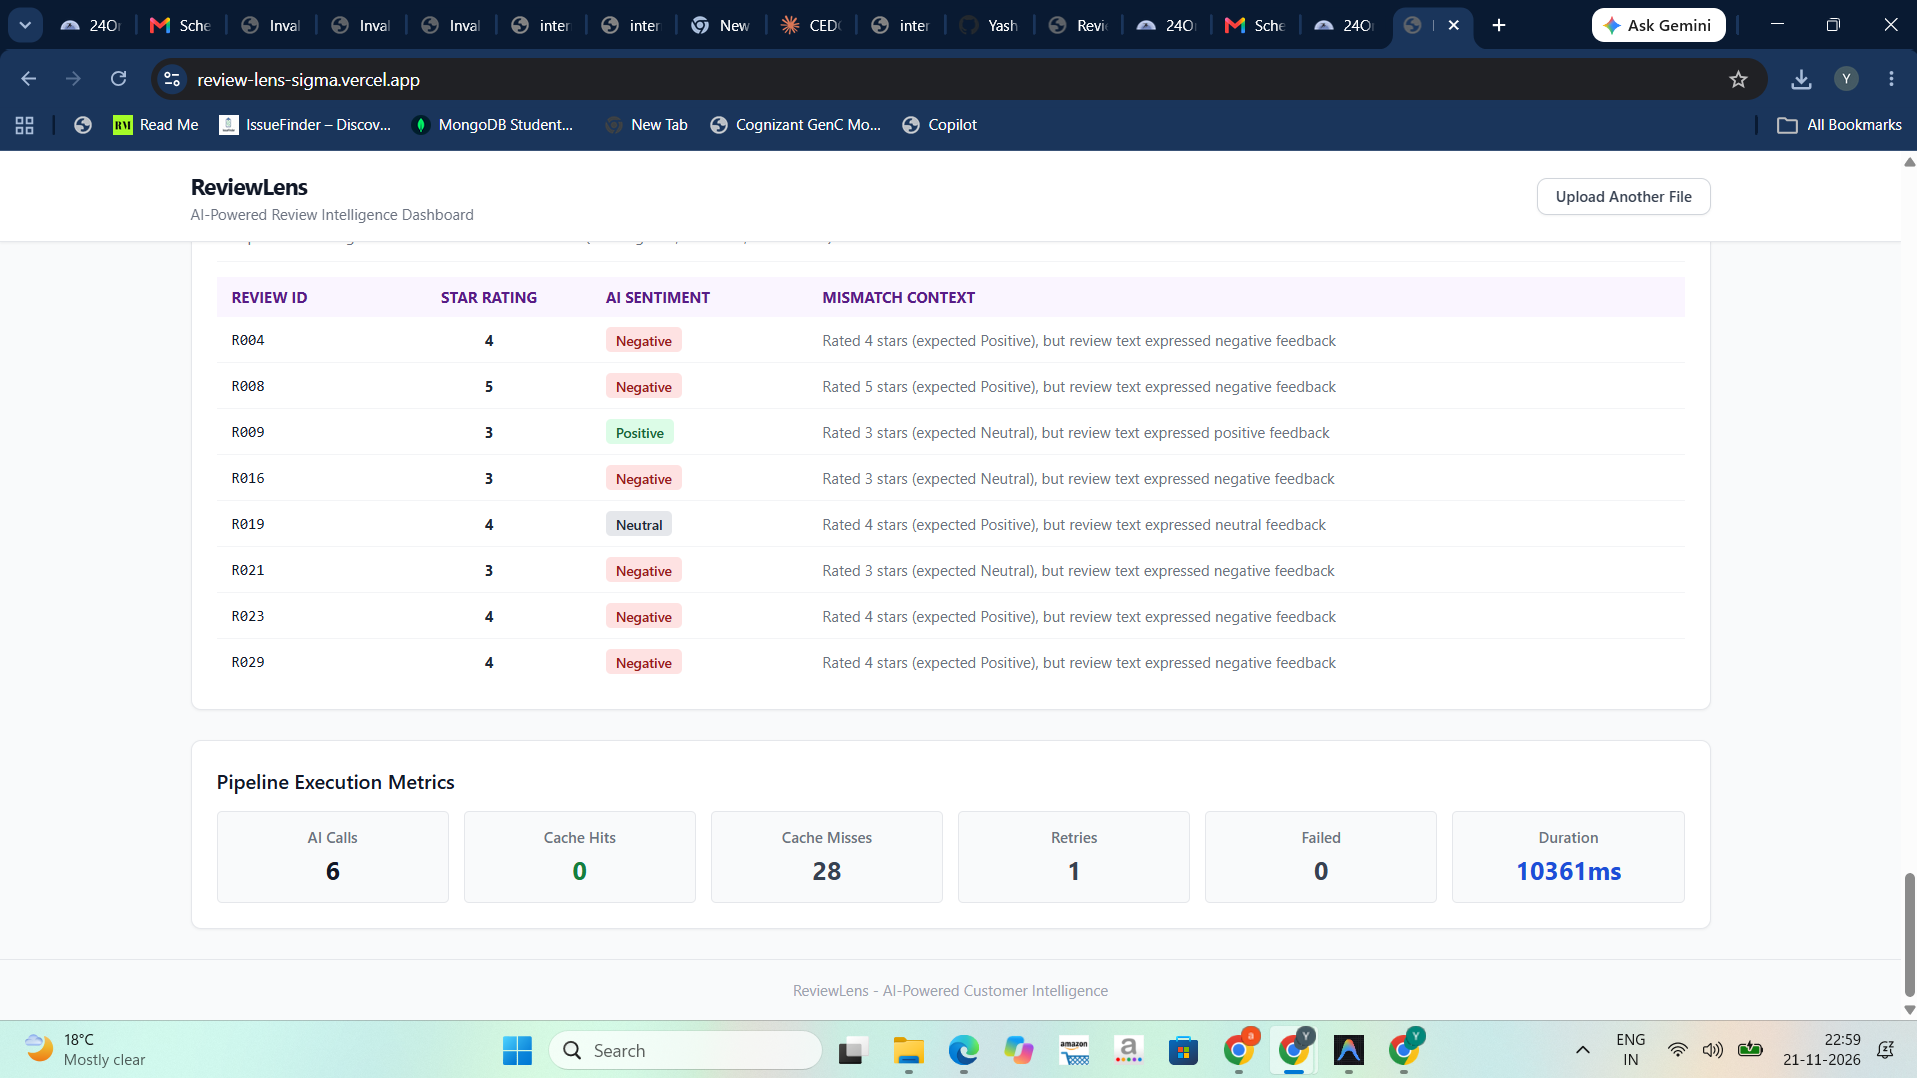 24O
Sche
Inval
Inval
Inval
inter
inter
New
CED
inter
Yash
Revi
24O
Sche
24O
Ask Gemini
review-lens-sigma.vercel.app
Y
Read Me
IssueFinder – Discov...
MongoDB Student...
New Tab
Cognizant GenC Mo...
Copilot
All Bookmarks
ReviewLens
AI-Powered Review Intelligence Dashboard
Upload Another File
REVIEW ID STAR RATING AI SENTIMENT MISMATCH CONTEXT
R004 4 Negative Rated 4 stars (expected Positive), but review text expressed negative feedback
R008 5 Negative Rated 5 stars (expected Positive), but review text expressed negative feedback
R009 3 Positive Rated 3 stars (expected Neutral), but review text expressed positive feedback
R016 3 Negative Rated 3 stars (expected Neutral), but review text expressed negative feedback
R019 4 Neutral Rated 4 stars (expected Positive), but review text expressed neutral feedback
R021 3 Negative Rated 3 stars (expected Neutral), but review text expressed negative feedback
R023 4 Negative Rated 4 stars (expected Positive), but review text expressed negative feedback
R029 4 Negative Rated 4 stars (expected Positive), but review text expressed negative feedback
Pipeline Execution Metrics
AI Calls Cache Hits Cache Misses Retries Failed Duration
6 0 28 1 0 10361ms
ReviewLens - AI-Powered Customer Intelligence
18°C
Mostly clear
Search
amazon
a
a
Y
Y
ENG
IN
22:59
21-11-2026